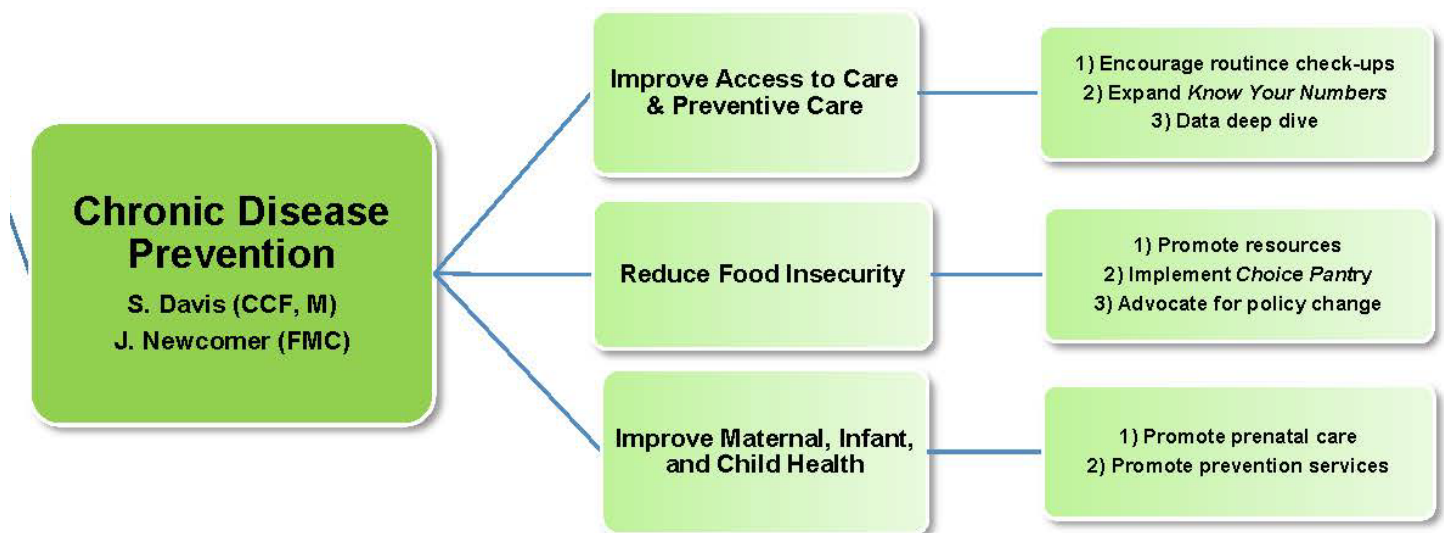 Chronic Disease
Prevention
S. Davis (CCF, M)
J. Newcomer (FMC)
Improve Access to Care
& Preventive Care
1) Encourage routince check-ups
2) Expand Know Your Numbers
3) Data deep dive
Reduce Food Insecurity
1) Promote resources
2) Implement Choice Pantry
3) Advocate for policy change
Improve Maternal, Infant,
and Child Health
1) Promote prenatal care
2) Promote prevention services